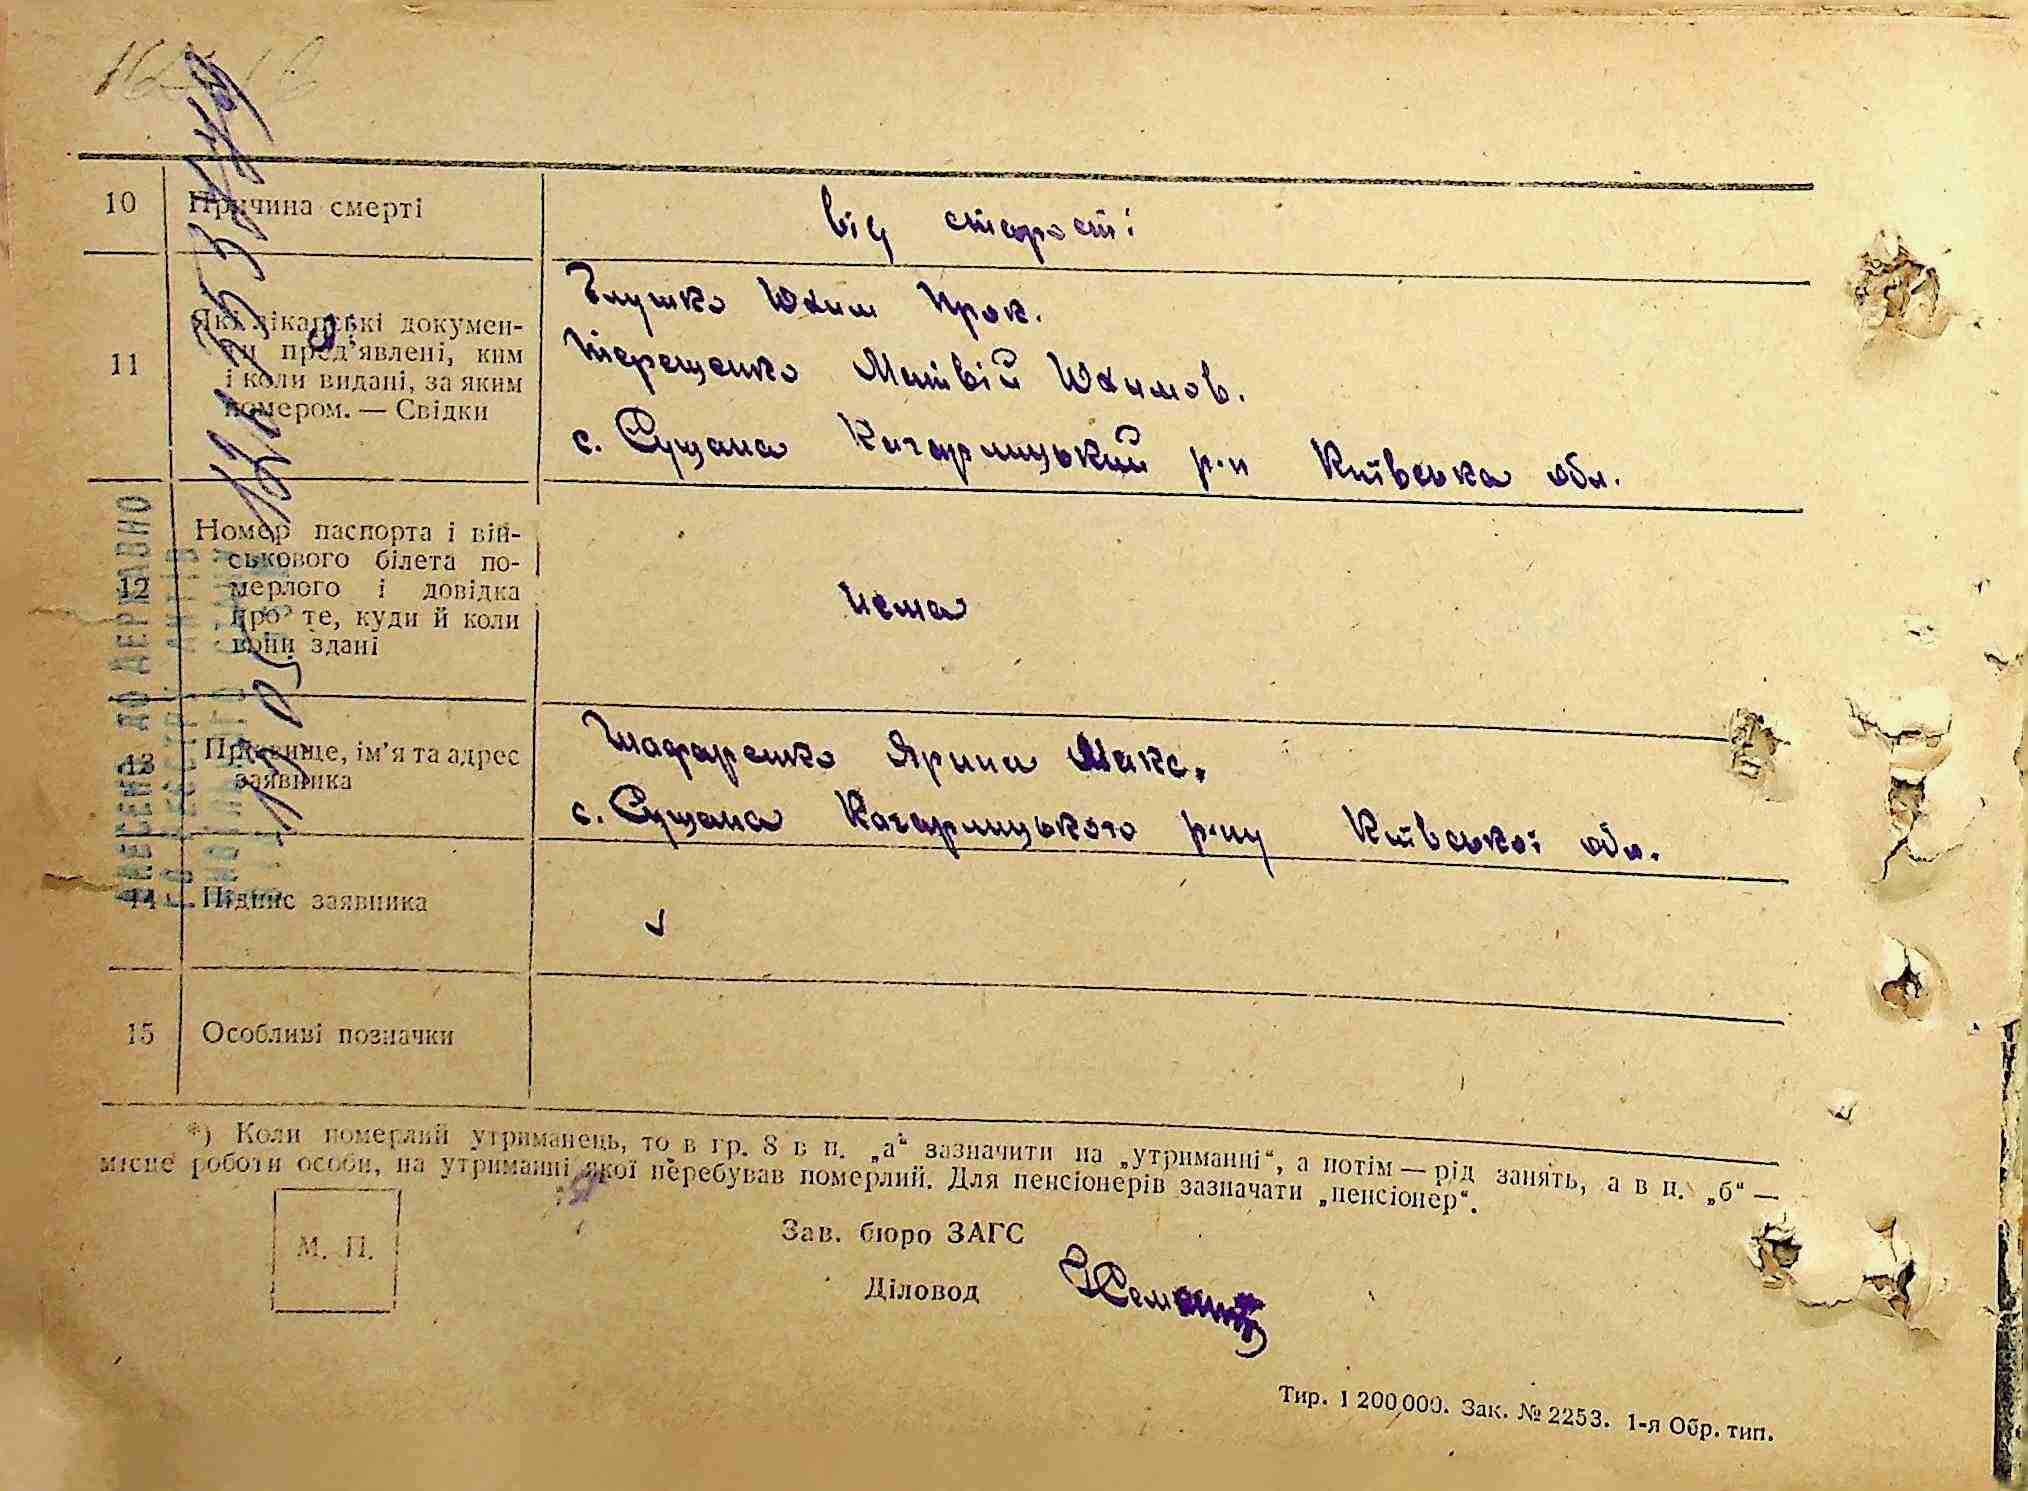 10 Причина смерті від старості
11 Які лікарські докумен-
ти пред’явлені, ким
і коли видані, за яким
номером. — Свідки
Глушко Юхим Прок.
Терещенко Матвій Юхимов.
с. Сущана Кагарлицький р-н Київська обл.
12 Номер паспорта і вій-
ськового білета по-
мерлого і довідка
про те, куди й коли
вони здані
нема
13 Прізвище, ім’я та адрес
заявника
Шафаренко Ярина Макс.
с. Сущана Кагарлицького р-ну Київської обл.
14 Підпис заявника
15 Особливі позначки
*) Коли померлий утриманець, то в гр. 8 в п. „а“ зазначити на „утриманні“, а потім — рід занять, а в п. „б“ —
місце роботи особи, на утриманні якої перебував померлий. Для пенсіонерів зазначати „пенсіонер“.
М. П.
Зав. бюро ЗАГС
Діловод
Тир. 1 200 000. Зак. № 2253. 1-я Обр. тип.
ВНЕСЕНО ДО ДЕРЖАВНО